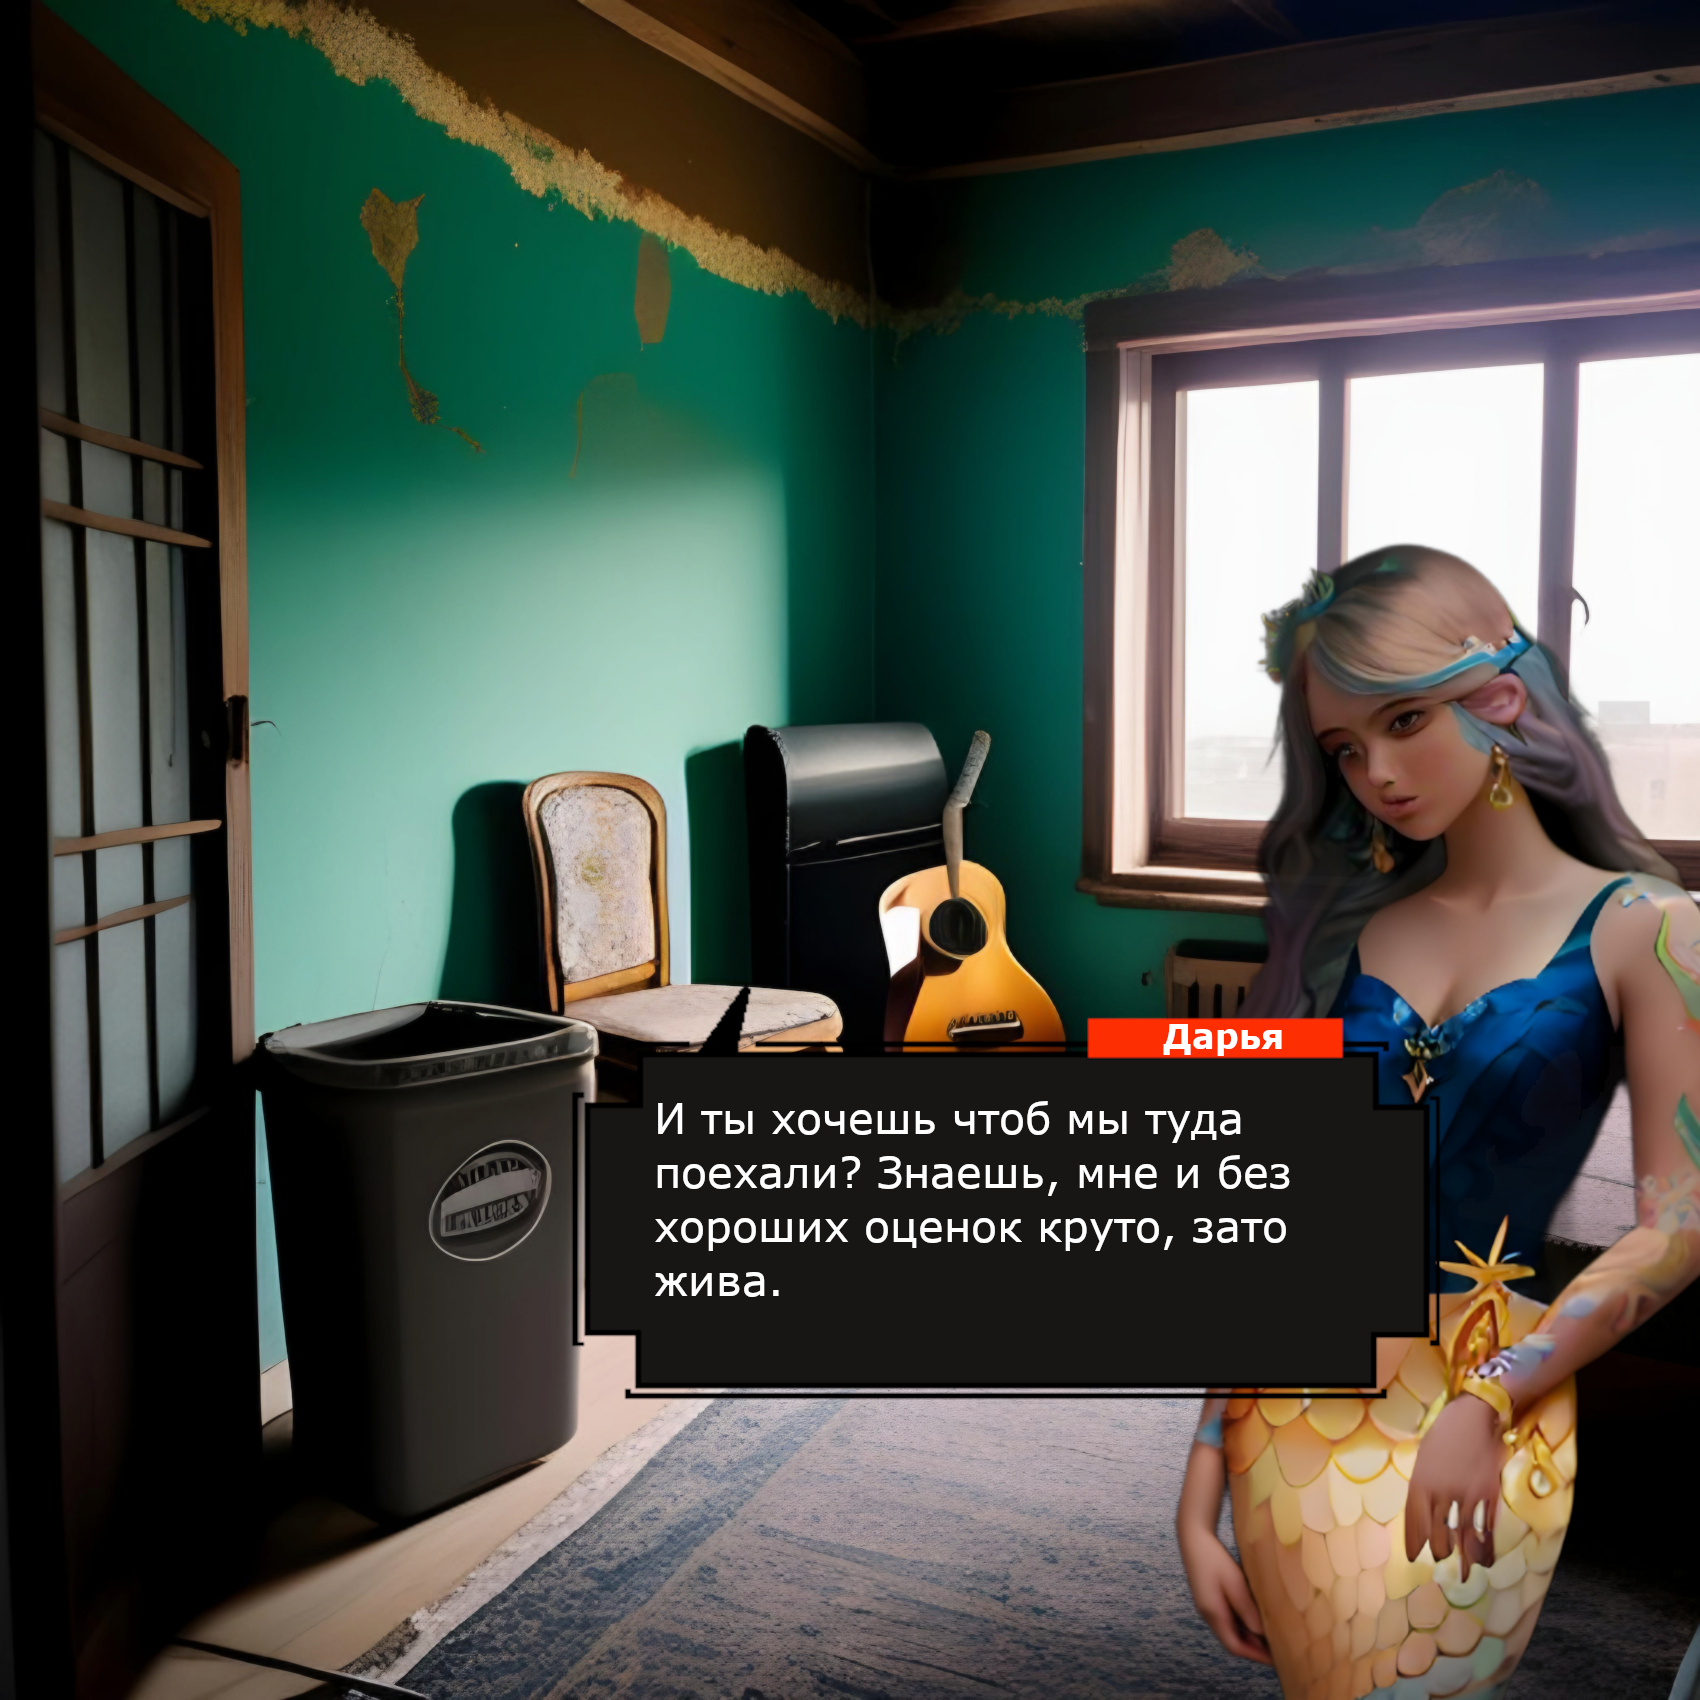 Дарья
И ты хочешь чтоб мы туда
поехали? Знаешь, мне и без
хороших оценок круто, зато
жива.